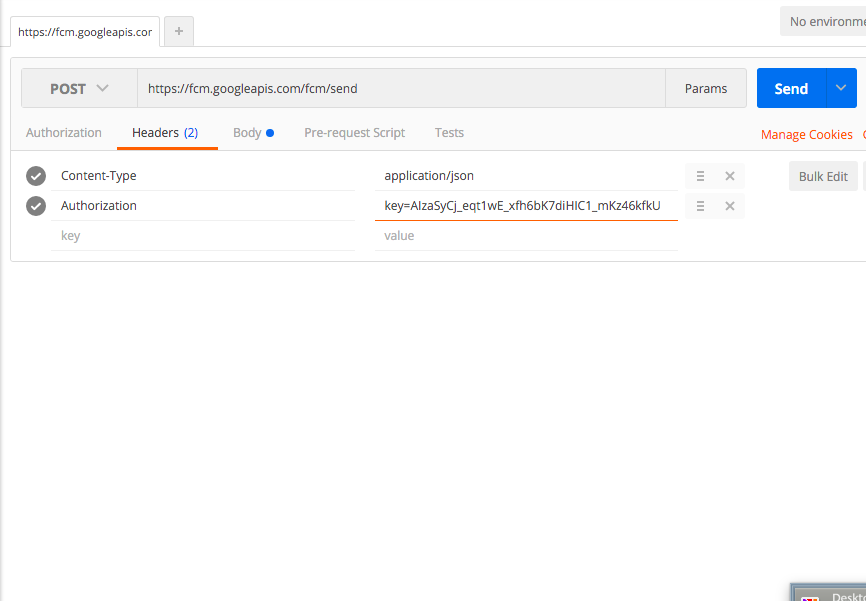 https://fcm.googleapis.cor
+
No environme
POST
https://fcm.googleapis.com/fcm/send
Params
Send
Authorization
Headers (2)
Body
Pre-request Script
Tests
Manage Cookies
Content-Type
application/json
Bulk Edit
Authorization
key=AIzaSyCj_eqt1wE_xfh6bK7diHIC1_mKz46kfkU
key
value
Deskto